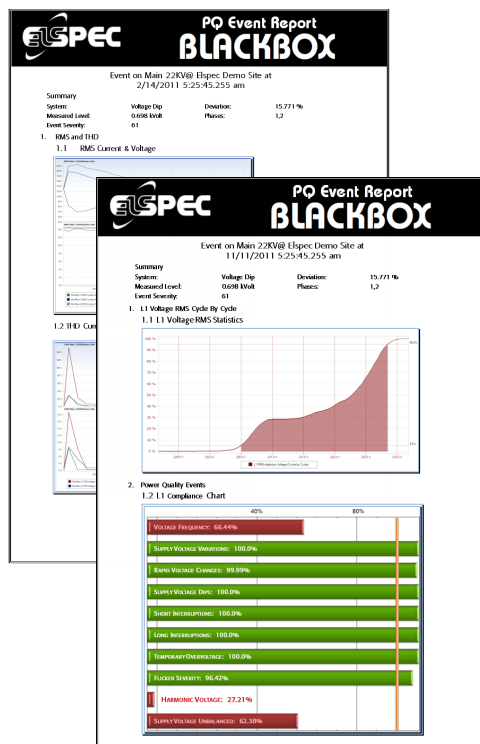 ELSPEC
PQ Event Report
BLACKBOX
Event on Main 22KV@ Elspec Demo Site at
2/14/2011 5:25:45.255 am
Summary
System: Voltage Dip Deviation: 15.771 %
Measured Level: 0.698 kVolt Phases: 1,2
Event Severity: 61
1. RMS and THD
1.1 RMS Current & Voltage
1.2 THD Curr
ELSPEC
PQ Event Report
BLACKBOX
Event on Main 22KV@ Elspec Demo Site at
11/11/2011 5:25:45.255 am
Summary
System: Voltage Dip Deviation: 15.771 %
Measured Level: 0.698 kVolt Phases: 1,2
Event Severity: 61
1. L1 Voltage RMS Cycle By Cycle
1.1 L1 Voltage RMS Statistics
100 %
90 %
80 %
70 %
60 %
50 %
40 %
30 %
20 %
10 %
0 %
2. Power Quality Events
1.2 L1 Compliance Chart
60% 80%
VOLTAGE FREQUENCY: 66.44%
SUPPLY VOLTAGE VARIATIONS: 100.0%
RAPID VOLTAGE CHANGES: 99.99%
SUPPLY VOLTAGE DIPS: 100.0%
SHORT INTERRUPTIONS: 100.0%
LONG INTERRUPTIONS: 100.0%
TEMPORARY OVERVOLTAGE: 100.0%
FLICKER SEVERITY: 96.42%
HARMONIC VOLTAGE: 27.21%
SUPPLY VOLTAGE UNBALANCED: 62.38%